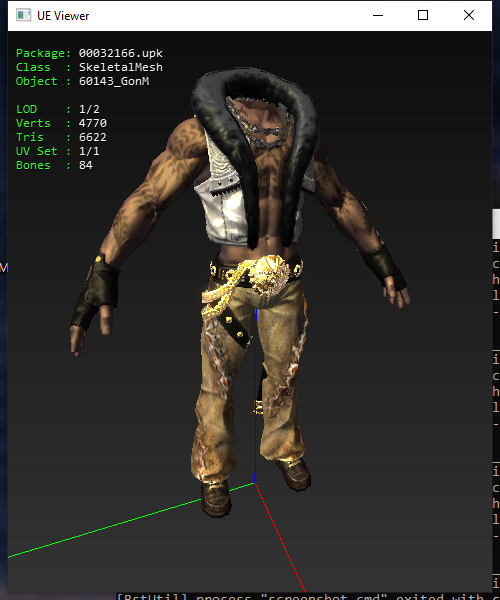 UE Viewer
Package: 00032166.upk
Class : SkeletalMesh
Object : 60143_GonM
LOD : 1/2
Verts : 4770
Tris : 6622
UV Set : 1/1
Bones : 84
M
i
c
h
l
-
i
c
h
l
-
i
c
h
l
-
i
[RstUtil] process "screenshot.cmd" exited with c